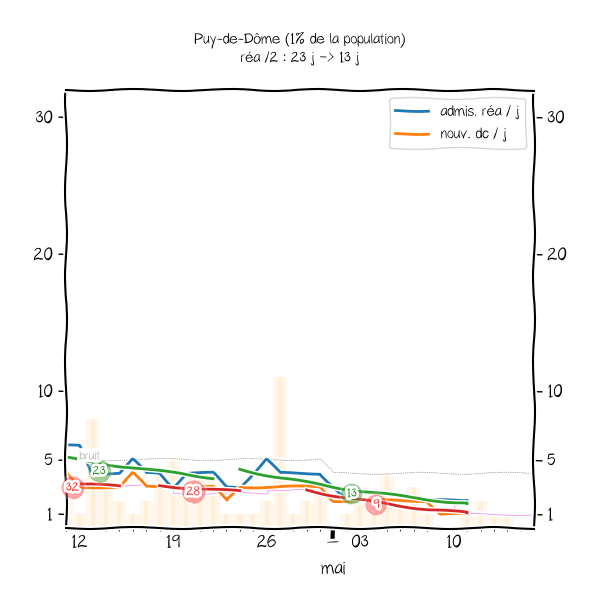 Puy-de-Dôme (1% de la population)
réa /2 : 23 j -> 13 j
admis. réa / j
nouv. dc / j
30 30
20 20
10 10
5 5
1 1
bruit
23
32
28
13
9
12 19 26 03 10
mai